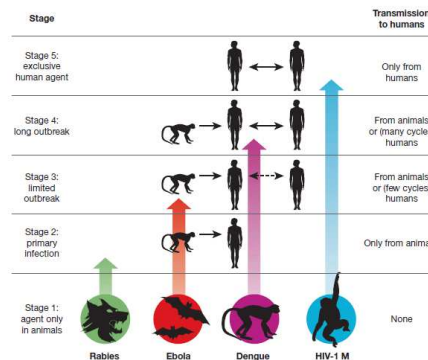 Stage
Transmission
to humans
Stage 5:
exclusive
human agent
Only from
humans
Stage 4:
long outbreak
From animals
or (many cycles
humans
Stage 3:
limited
outbreak
From animals
or (few cycles)
humans
Stage 2:
primary
infection
Only from animals
Stage 1:
agent only
in animals
None
Rabies
Ebola
Dengue
HIV-1 M